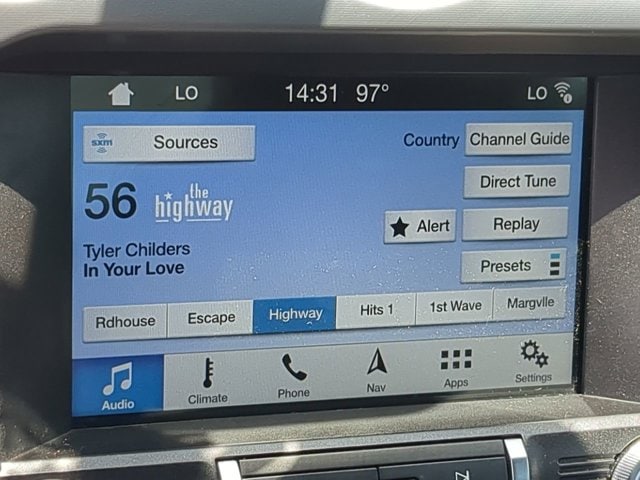 LO 14:31 97° LO
sxm Sources Country Channel Guide
Direct Tune
56 the highway
Alert Replay
Tyler Childers
In Your Love
Presets
Rdhouse Escape Highway Hits 1 1st Wave Margvlle
Audio Climate Phone Nav Apps Settings